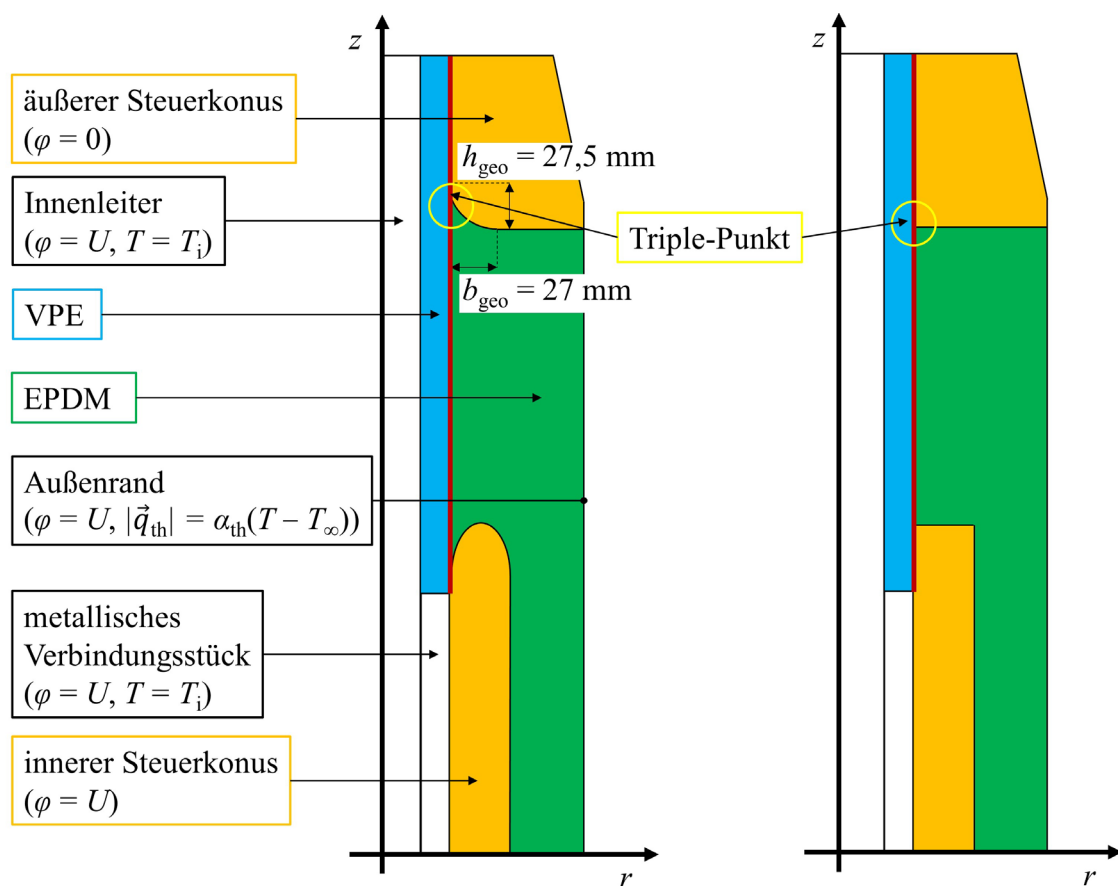 z
z
äußerer Steuerkonus
(φ = 0)
h_geo = 27,5 mm
Innenleiter
(φ = U, T = T_i)
Triple-Punkt
b_geo = 27 mm
VPE
EPDM
Außenrand
(φ = U, |q⃗_th| = α_th(T – T_∞))
metallisches
Verbindungsstück
(φ = U, T = T_i)
innerer Steuerkonus
(φ = U)
r
r